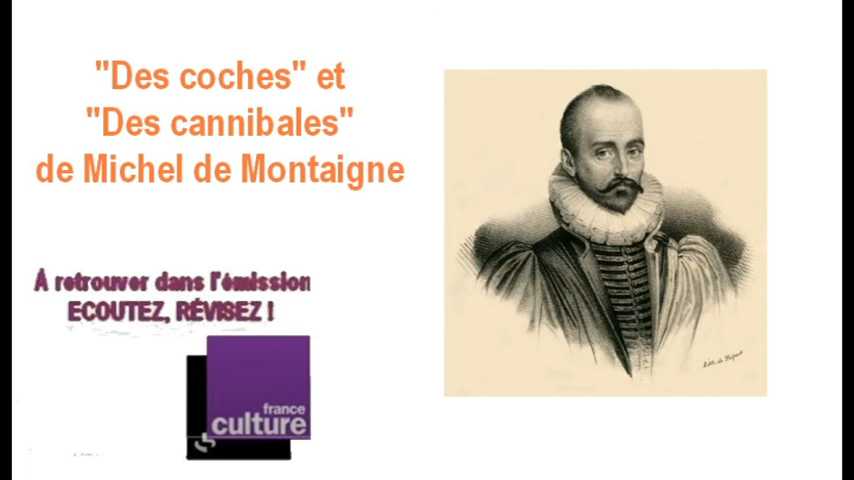 "Des coches" et
"Des cannibales"
de Michel de Montaigne
À retrouver dans l'émission
ECOUTEZ, RÉVISEZ !
france
culture